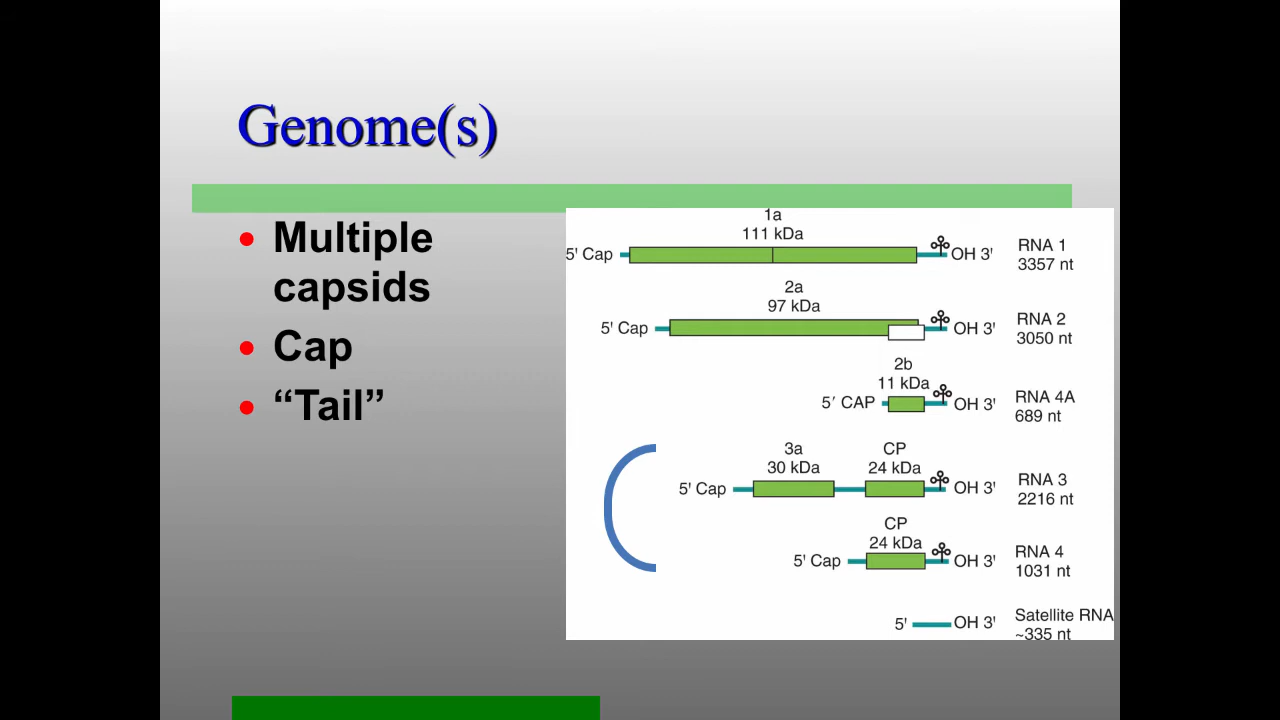 Genome(s)
Multiple
capsids
Cap
“Tail”
1a
111 kDa
5' Cap
OH 3'
RNA 1
3357 nt
2a
97 kDa
5' Cap
OH 3'
RNA 2
3050 nt
2b
11 kDa
5′ CAP
OH 3'
RNA 4A
689 nt
3a
30 kDa
CP
24 kDa
5' Cap
OH 3'
RNA 3
2216 nt
CP
24 kDa
5' Cap
OH 3'
RNA 4
1031 nt
5'
OH 3'
Satellite RNA
~335 nt